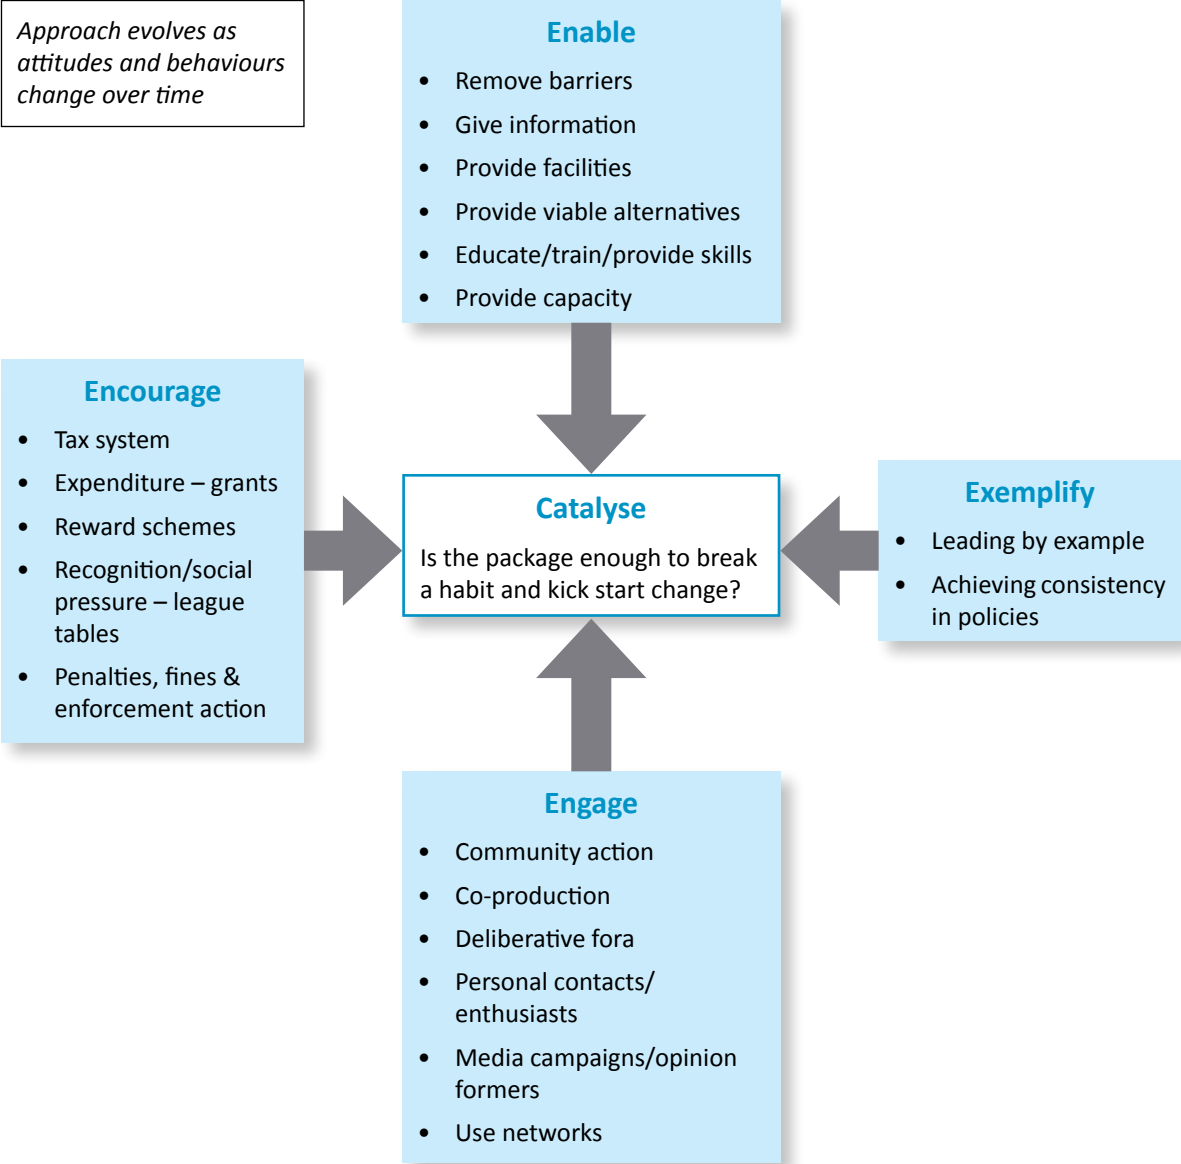 Approach evolves as
attitudes and behaviours
change over time
Enable
• Remove barriers
• Give information
• Provide facilities
• Provide viable alternatives
• Educate/train/provide skills
• Provide capacity
Encourage
• Tax system
• Expenditure – grants
• Reward schemes
• Recognition/social
pressure – league
tables
• Penalties, fines &
enforcement action
Catalyse
Is the package enough to break
a habit and kick start change?
Exemplify
• Leading by example
• Achieving consistency
in policies
Engage
• Community action
• Co-production
• Deliberative fora
• Personal contacts/
enthusiasts
• Media campaigns/opinion
formers
• Use networks